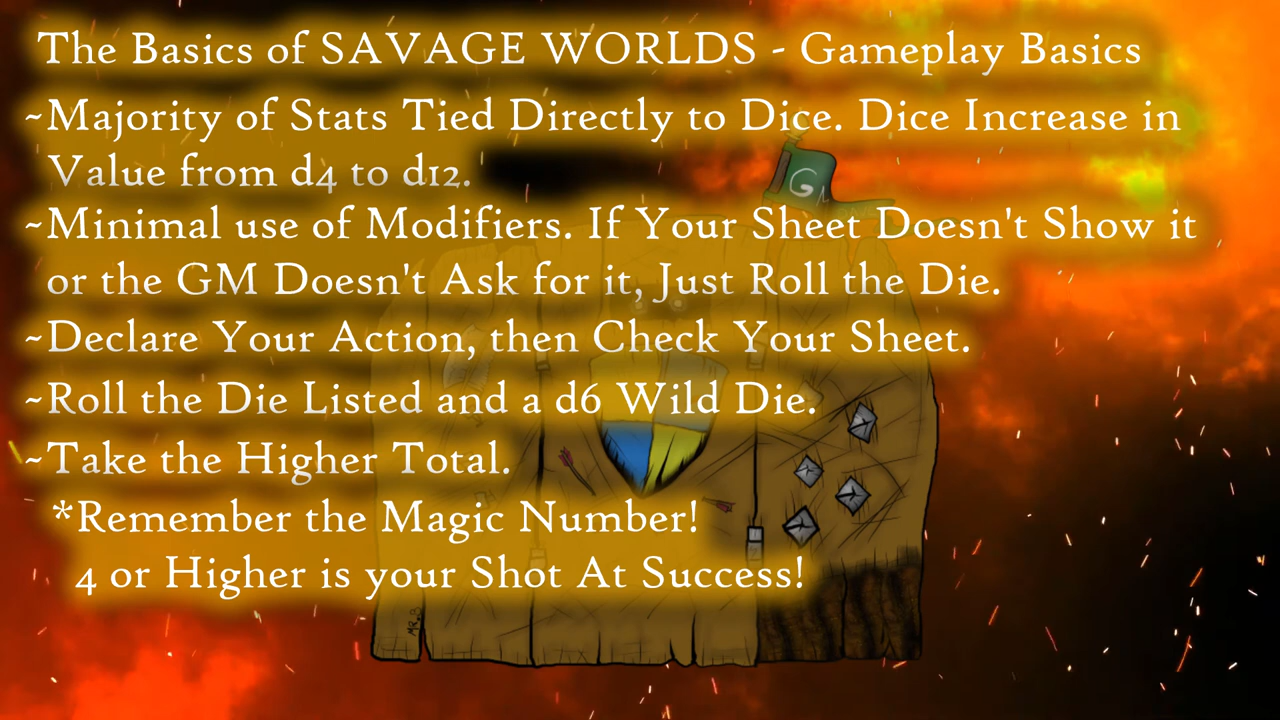 The Basics of SAVAGE WORLDS - Gameplay Basics
~Majority of Stats Tied Directly to Dice. Dice Increase in
Value from d4 to d12.
~Minimal use of Modifiers. If Your Sheet Doesn't Show it
or the GM Doesn't Ask for it, Just Roll the Die.
~Declare Your Action, then Check Your Sheet.
~Roll the Die Listed and a d6 Wild Die.
~Take the Higher Total.
*Remember the Magic Number!
4 or Higher is your Shot At Success!